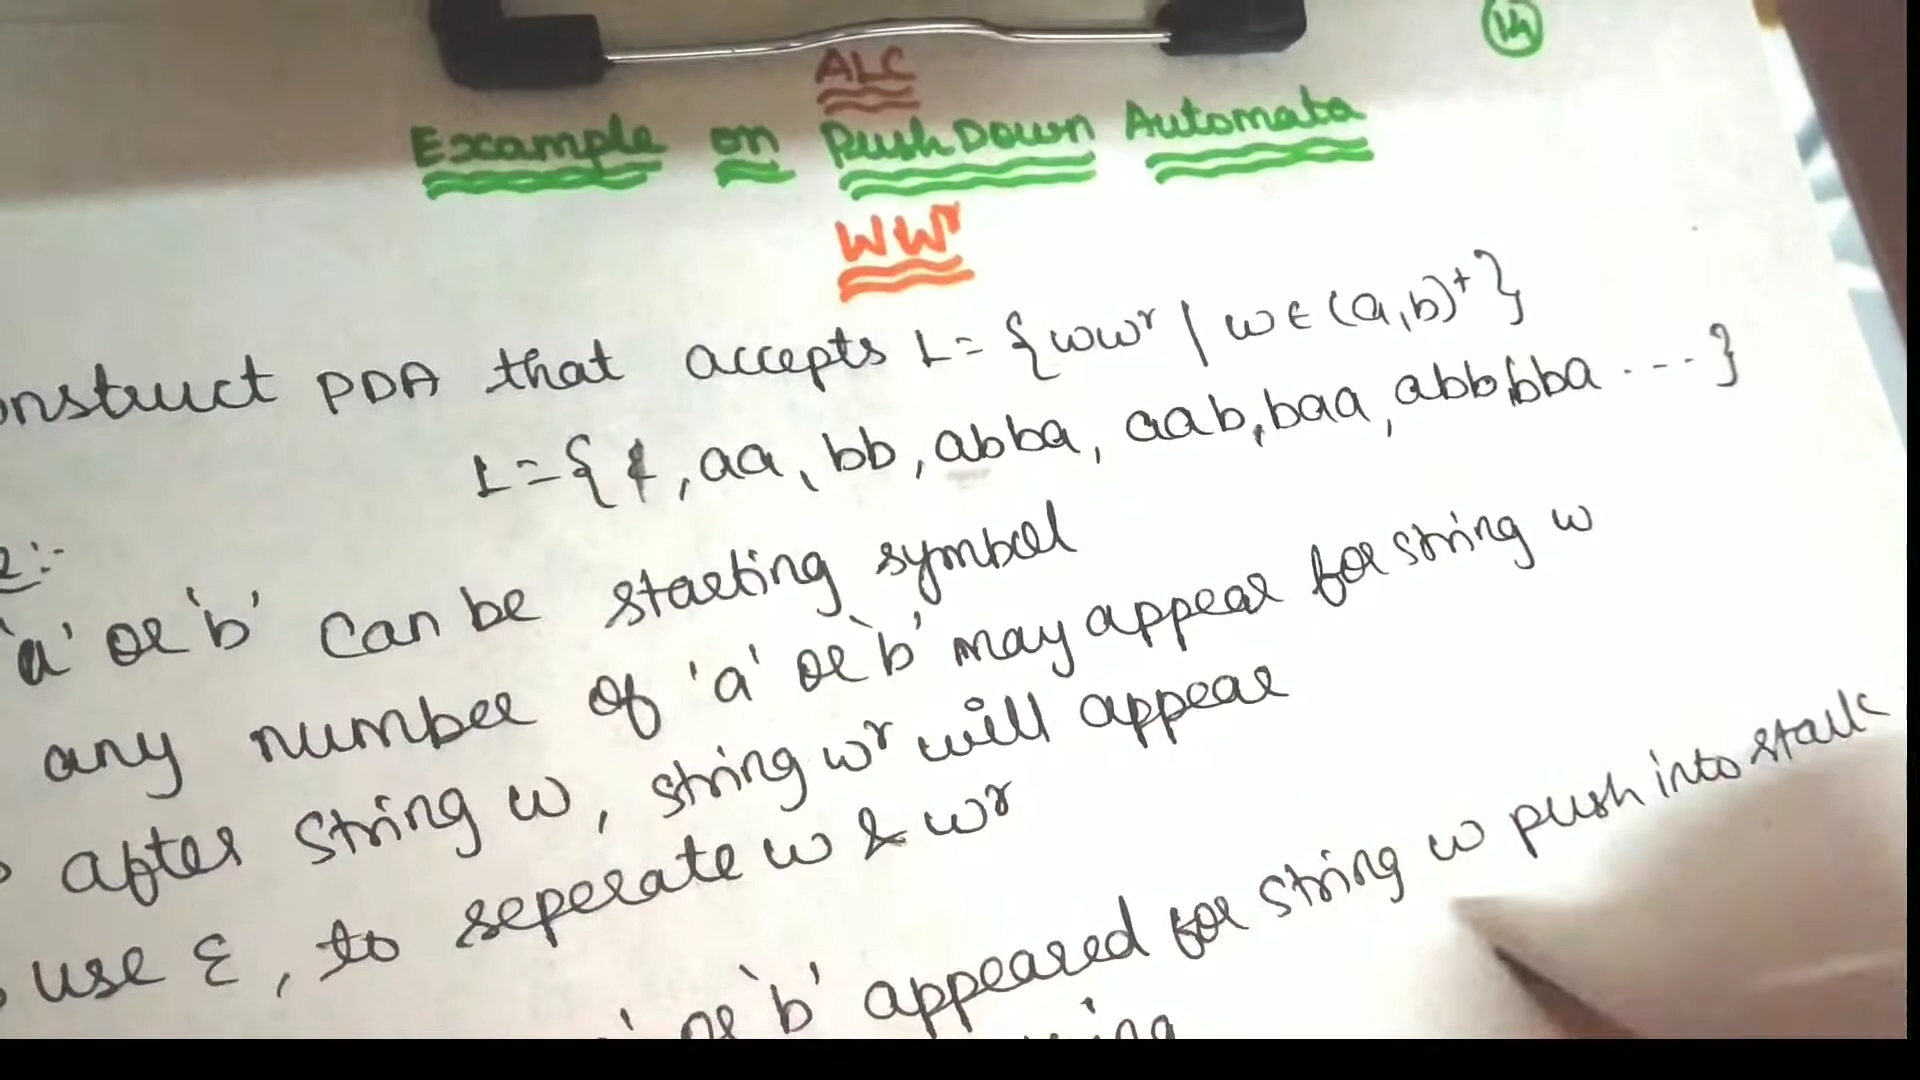 ALC
14
Example on PushDown Automata
WWʳ
onstruct PDA that accepts L = {wwʳ | w ∈ (a,b)⁺}
L = { , aa, bb, abba, aab,baa, abbbba ... }
'a' or 'b' can be starting symbol
any number of 'a' or 'b' may appear for string w
after string w, string wʳ will appear
use ε, to seperate w & wʳ
or 'b' appeared for string w push into stack